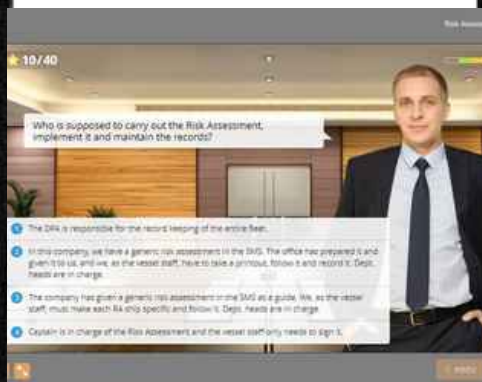 Risk Assess
10/40
Who is supposed to carry out the Risk Assessment,
implement it and maintain the records?
1 The DPA is responsible for the record keeping of the entire fleet.
2 In this company, we have a generic risk assessment in the SMS. The office has prepared it and
given it to us, and we, as the vessel staff, have to take a printout, follow it and record it. Dept.
heads are in charge.
3 The company has given a generic risk assessment in the SMS as a guide. We, as the vessel
staff, must make each RA ship specific and follow it. Dept. heads are in charge.
4 Captain is in charge of the Risk Assessment and the vessel staff only needs to sign it.